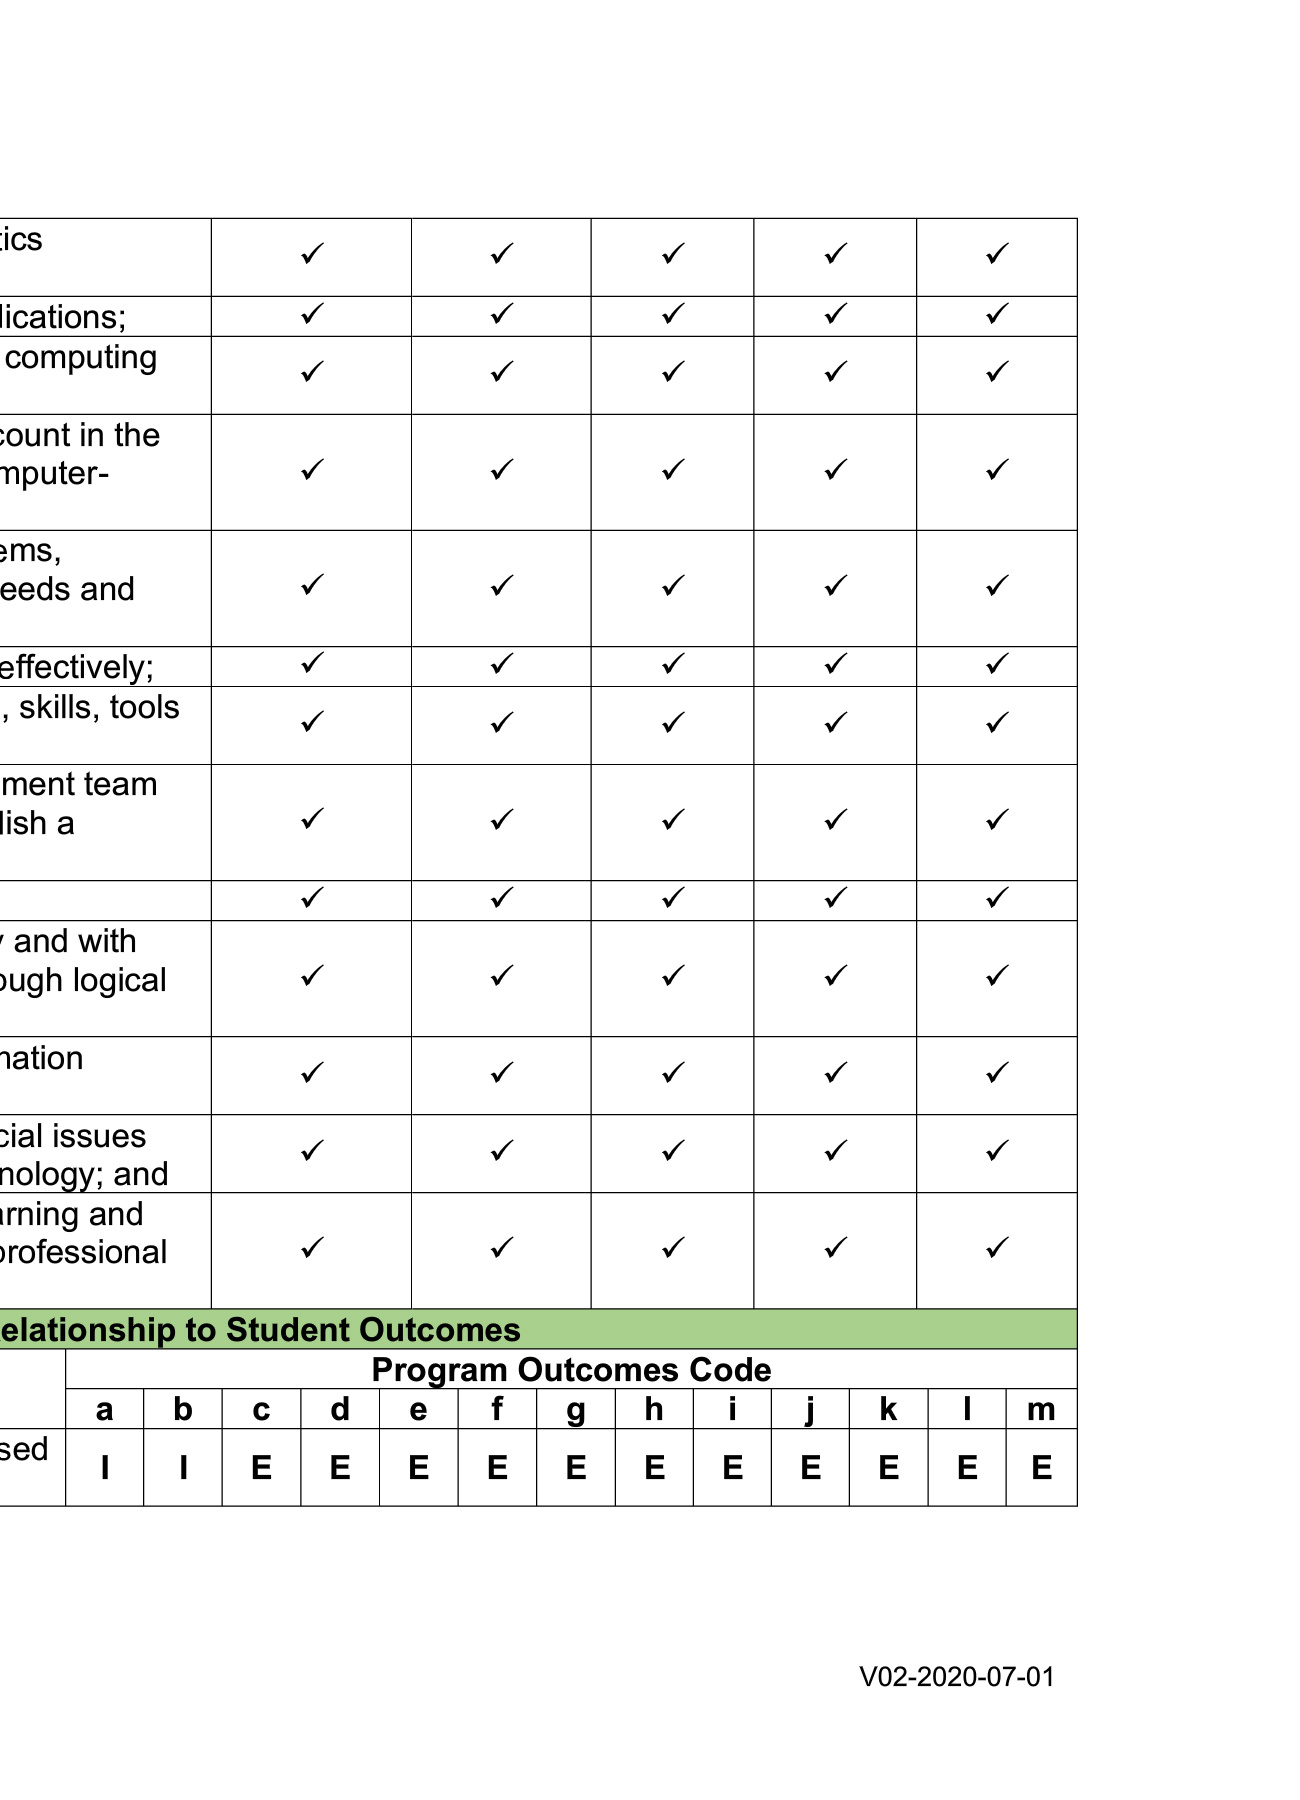 tics ✓ ✓ ✓ ✓ ✓
lications; ✓ ✓ ✓ ✓ ✓
computing ✓ ✓ ✓ ✓ ✓
count in the
mputer- ✓ ✓ ✓ ✓ ✓
ems,
eeds and ✓ ✓ ✓ ✓ ✓
effectively; ✓ ✓ ✓ ✓ ✓
, skills, tools ✓ ✓ ✓ ✓ ✓
ment team
lish a ✓ ✓ ✓ ✓ ✓
✓ ✓ ✓ ✓ ✓
y and with
ough logical ✓ ✓ ✓ ✓ ✓
mation ✓ ✓ ✓ ✓ ✓
cial issues
nology; and ✓ ✓ ✓ ✓ ✓
arning and
professional ✓ ✓ ✓ ✓ ✓
elationship to Student Outcomes
Program Outcomes Code
a b c d e f g h i j k l m
sed I I E E E E E E E E E E E
V02-2020-07-01